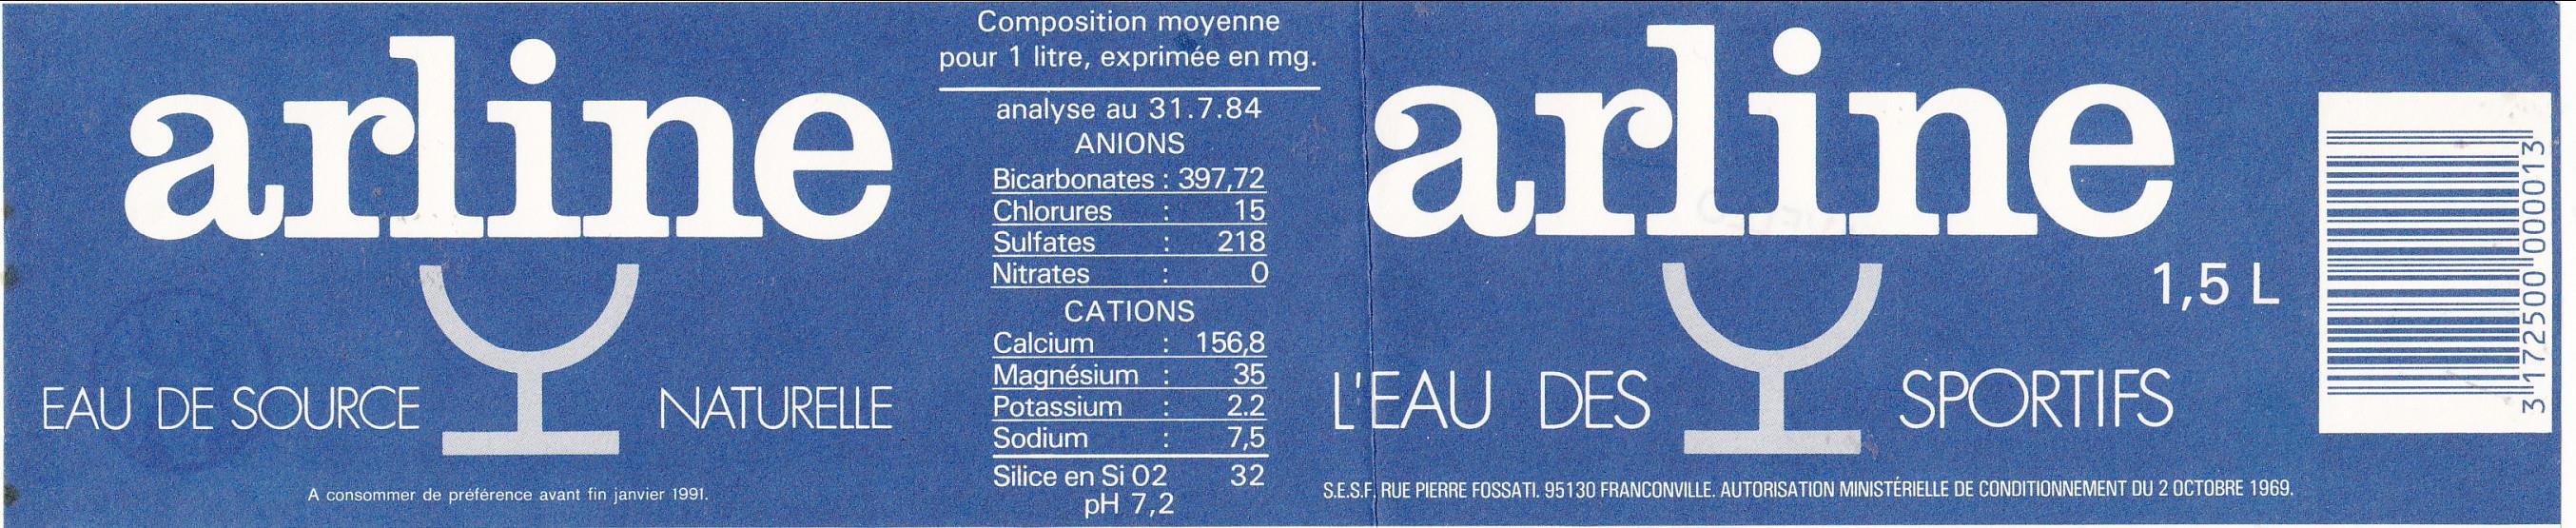 arline
EAU DE SOURCE NATURELLE
A consommer de préférence avant fin janvier 1991.
Composition moyenne
pour 1 litre, exprimée en mg.
analyse au 31.7.84
ANIONS
Bicarbonates : 397,72
Chlorures : 15
Sulfates : 218
Nitrates : 0
CATIONS
Calcium : 156,8
Magnésium : 35
Potassium : 2.2
Sodium : 7,5
Silice en Si 02 32
pH 7,2
arline
1,5 L
L'EAU DES SPORTIFS
S.E.S.F. RUE PIERRE FOSSATI. 95130 FRANCONVILLE. AUTORISATION MINISTÉRIELLE DE CONDITIONNEMENT DU 2 OCTOBRE 1969.
3 172500 000013